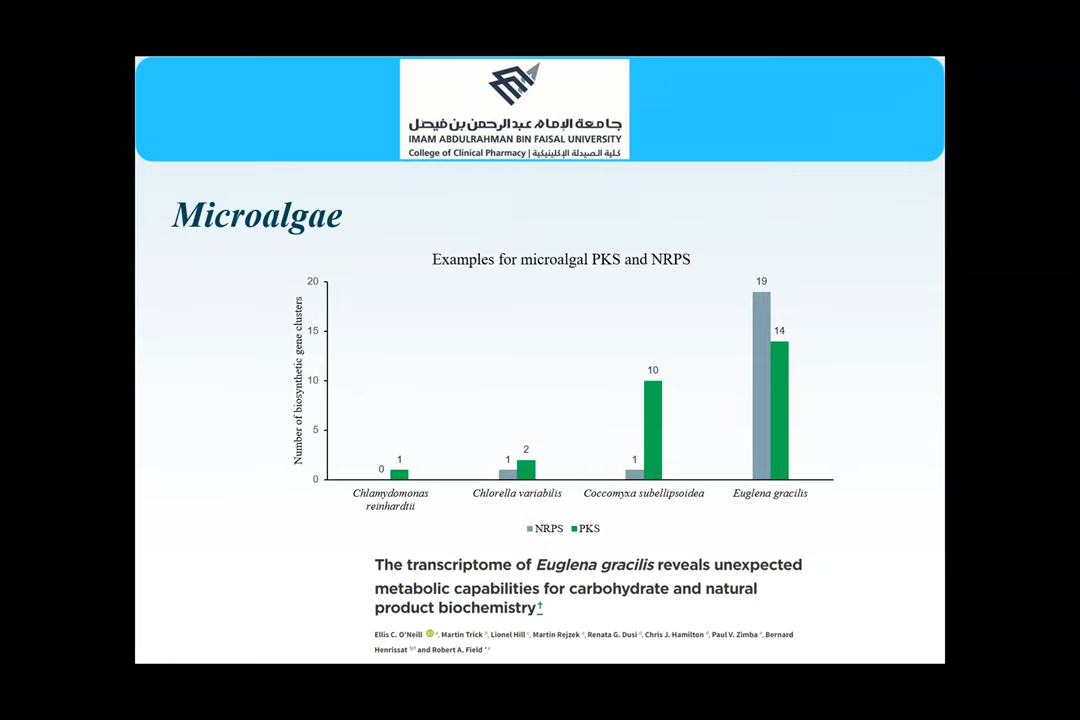 جامعة الإمام عبدالرحمن بن فيصل
IMAM ABDULRAHMAN BIN FAISAL UNIVERSITY
College of Clinical Pharmacy | كلية الصيدلة الإكلينيكية
Microalgae
Examples for microalgal PKS and NRPS
Number of biosynthetic gene clusters
20
15
10
5
0
0
1
1
2
1
10
19
14
Chlamydomonas
reinhardtii
Chlorella variabilis
Coccomyxa subellipsoidea
Euglena gracilis
NRPS PKS
The transcriptome of Euglena gracilis reveals unexpected
metabolic capabilities for carbohydrate and natural
product biochemistry†
Ellis C. O'Neill a, Martin Trick b, Lionel Hill c, Martin Rejzek a, Renata G. Dusi d, Chris J. Hamilton d, Paul V. Zimba e, Bernard
Henrissat and Robert A. Field *a